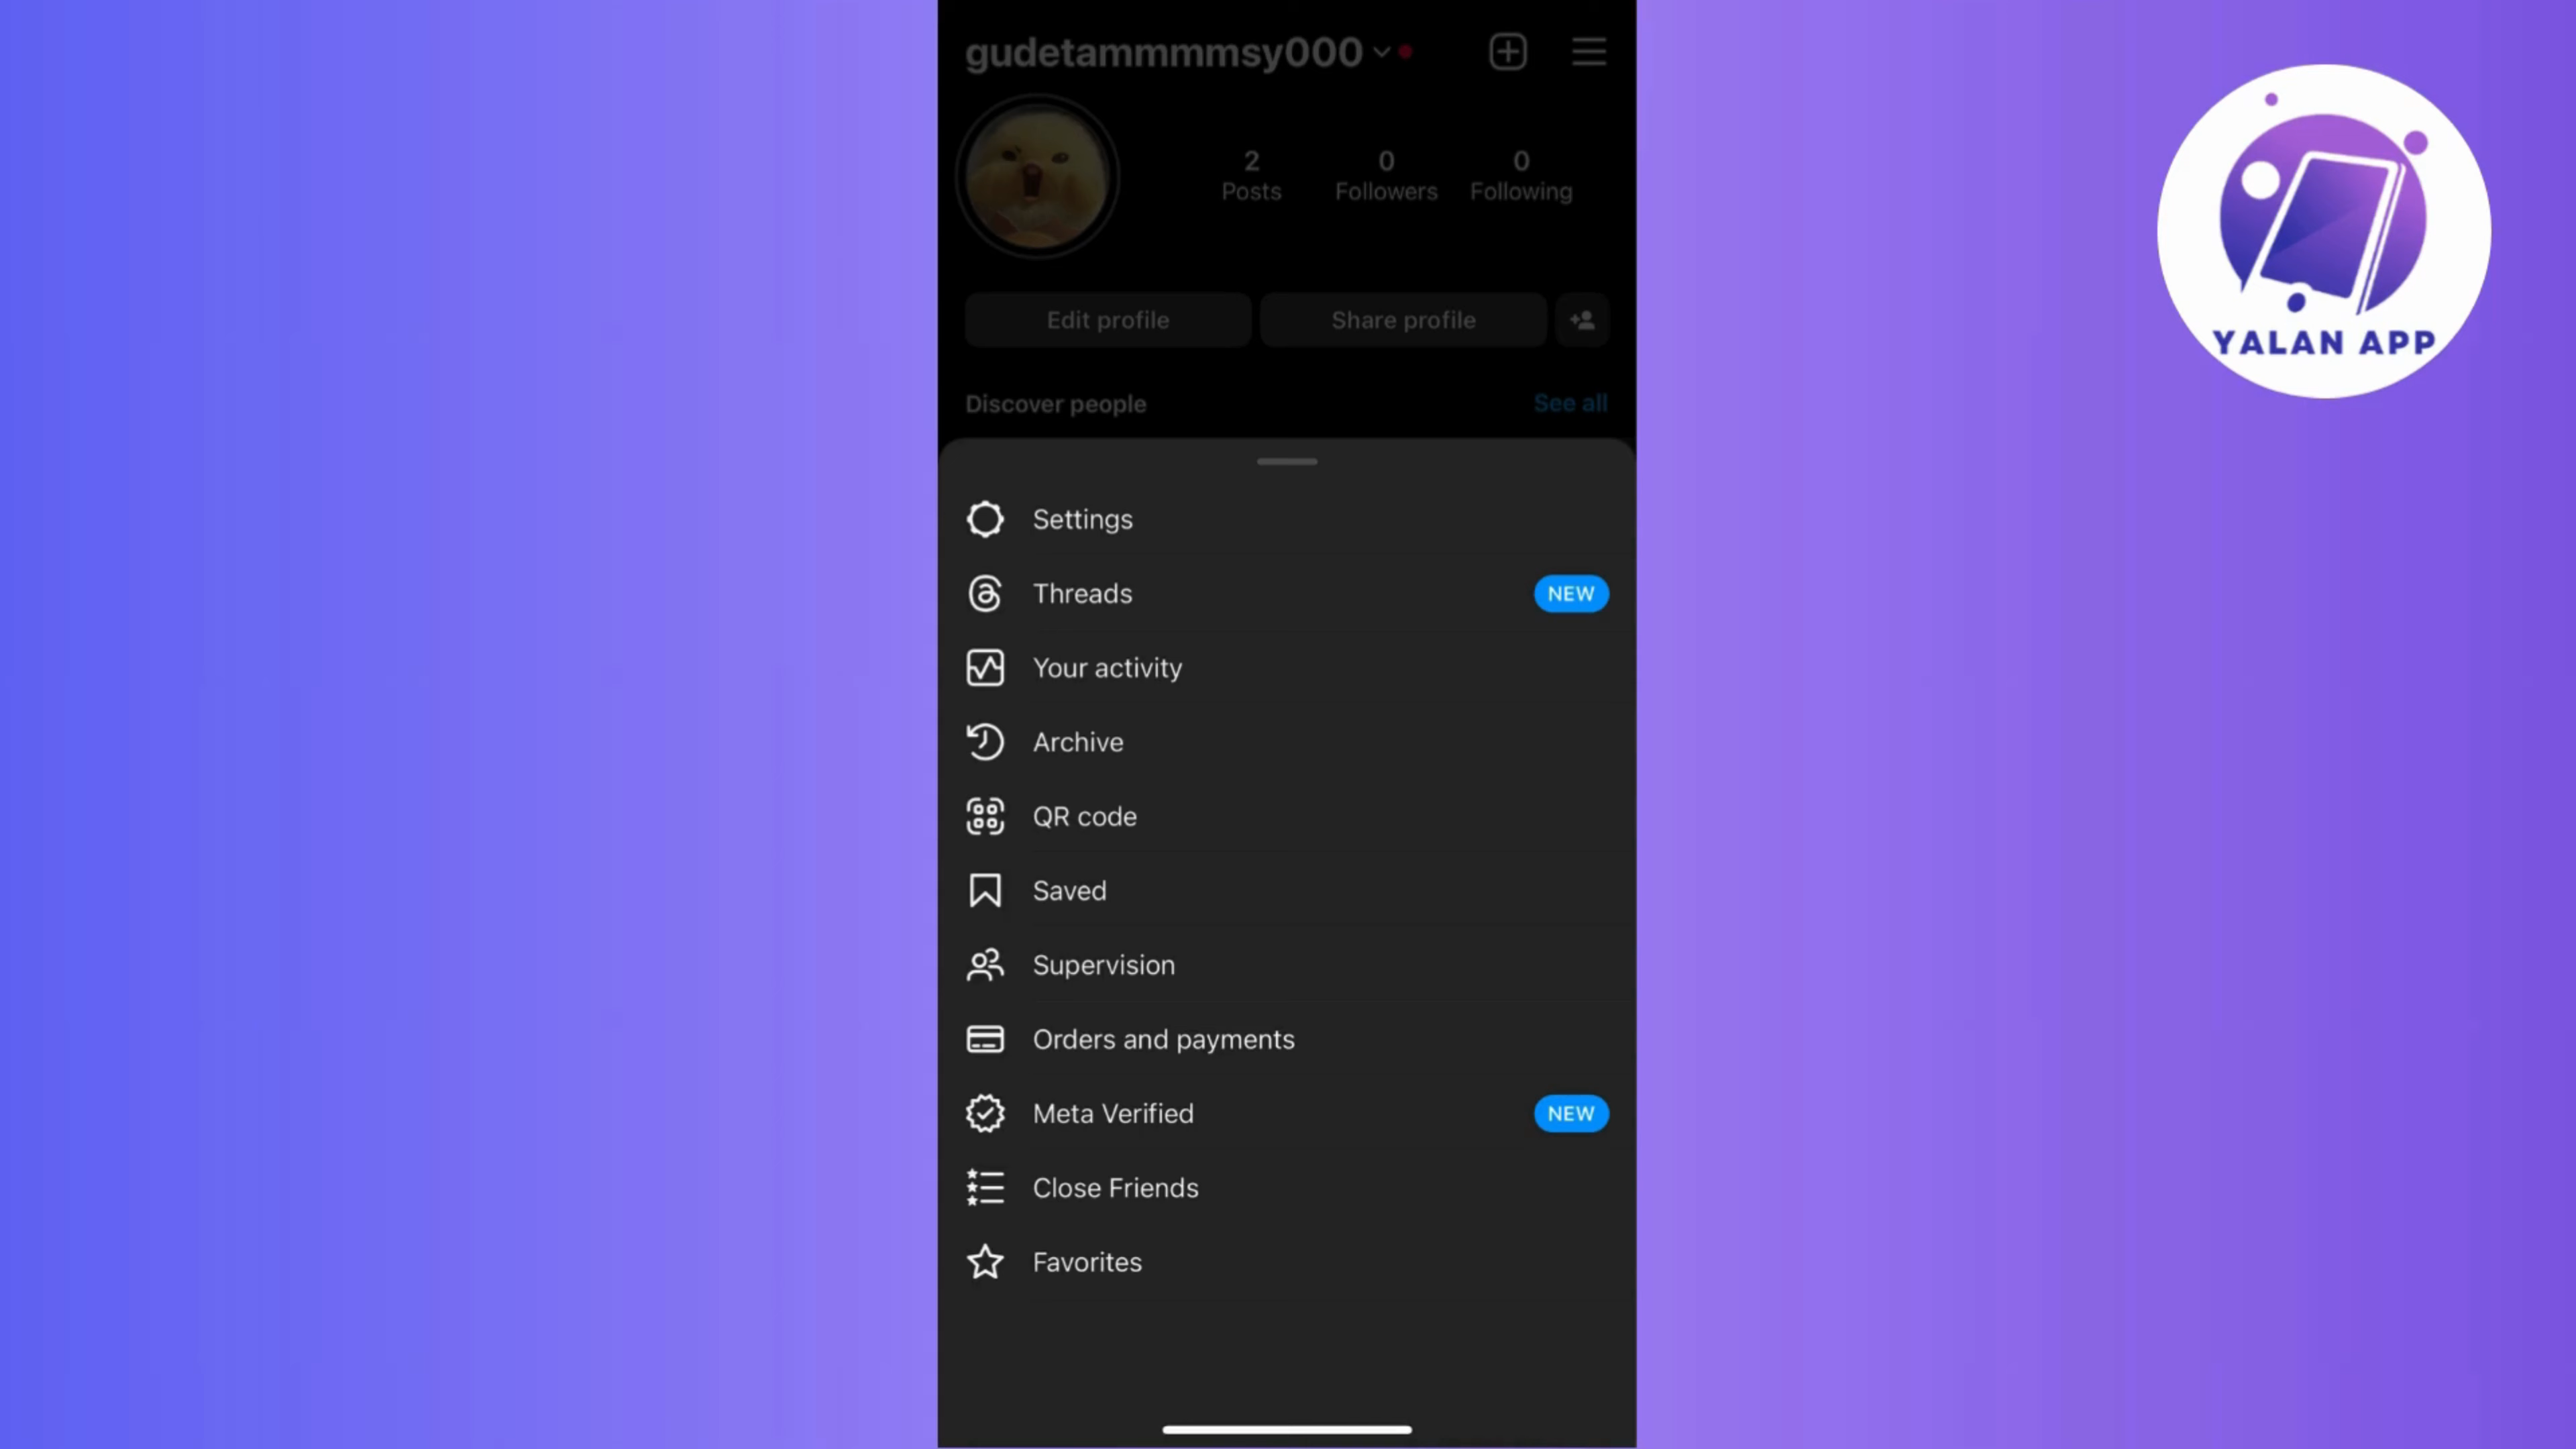 gudetammmmsy000
2
0
0
Posts
Followers
Following
Edit profile
Share profile
Discover people
See all
Settings
Threads
NEW
Your activity
Archive
QR code
Saved
Supervision
Orders and payments
Meta Verified
NEW
Close Friends
Favorites
YALAN APP